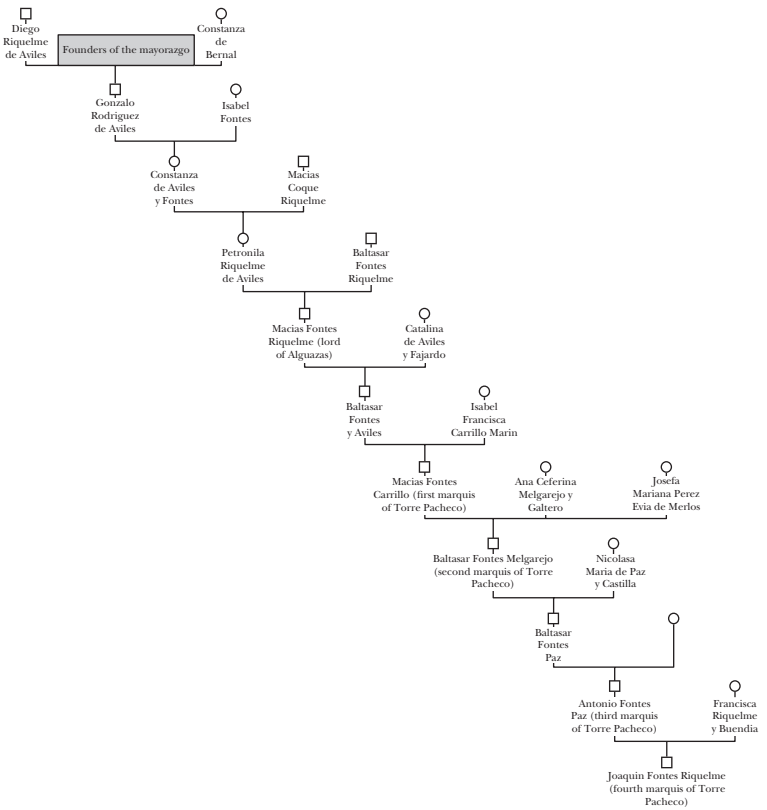 Diego
Riquelme
de Aviles
Founders of the mayorazgo
Constanza
de
Bernal
Gonzalo
Rodriguez
de Aviles
Isabel
Fontes
Constanza
de Aviles
y Fontes
Macias
Coque
Riquelme
Petronila
Riquelme
de Aviles
Baltasar
Fontes
Riquelme
Macias Fontes
Riquelme (lord
of Alguazas)
Catalina
de Aviles
y Fajardo
Baltasar
Fontes
y Aviles
Isabel
Francisca
Carrillo Marin
Macias Fontes
Carrillo (first marquis
of Torre Pacheco)
Ana Ceferina
Melgarejo y
Galtero
Josefa
Mariana Perez
Evia de Merlos
Baltasar Fontes Melgarejo
(second marquis of Torre
Pacheco)
Nicolasa
Maria de Paz
y Castilla
Baltasar
Fontes
Paz
Antonio Fontes
Paz (third marquis
of Torre Pacheco)
Francisca
Riquelme
y Buendia
Joaquin Fontes Riquelme
(fourth marquis of Torre
Pacheco)